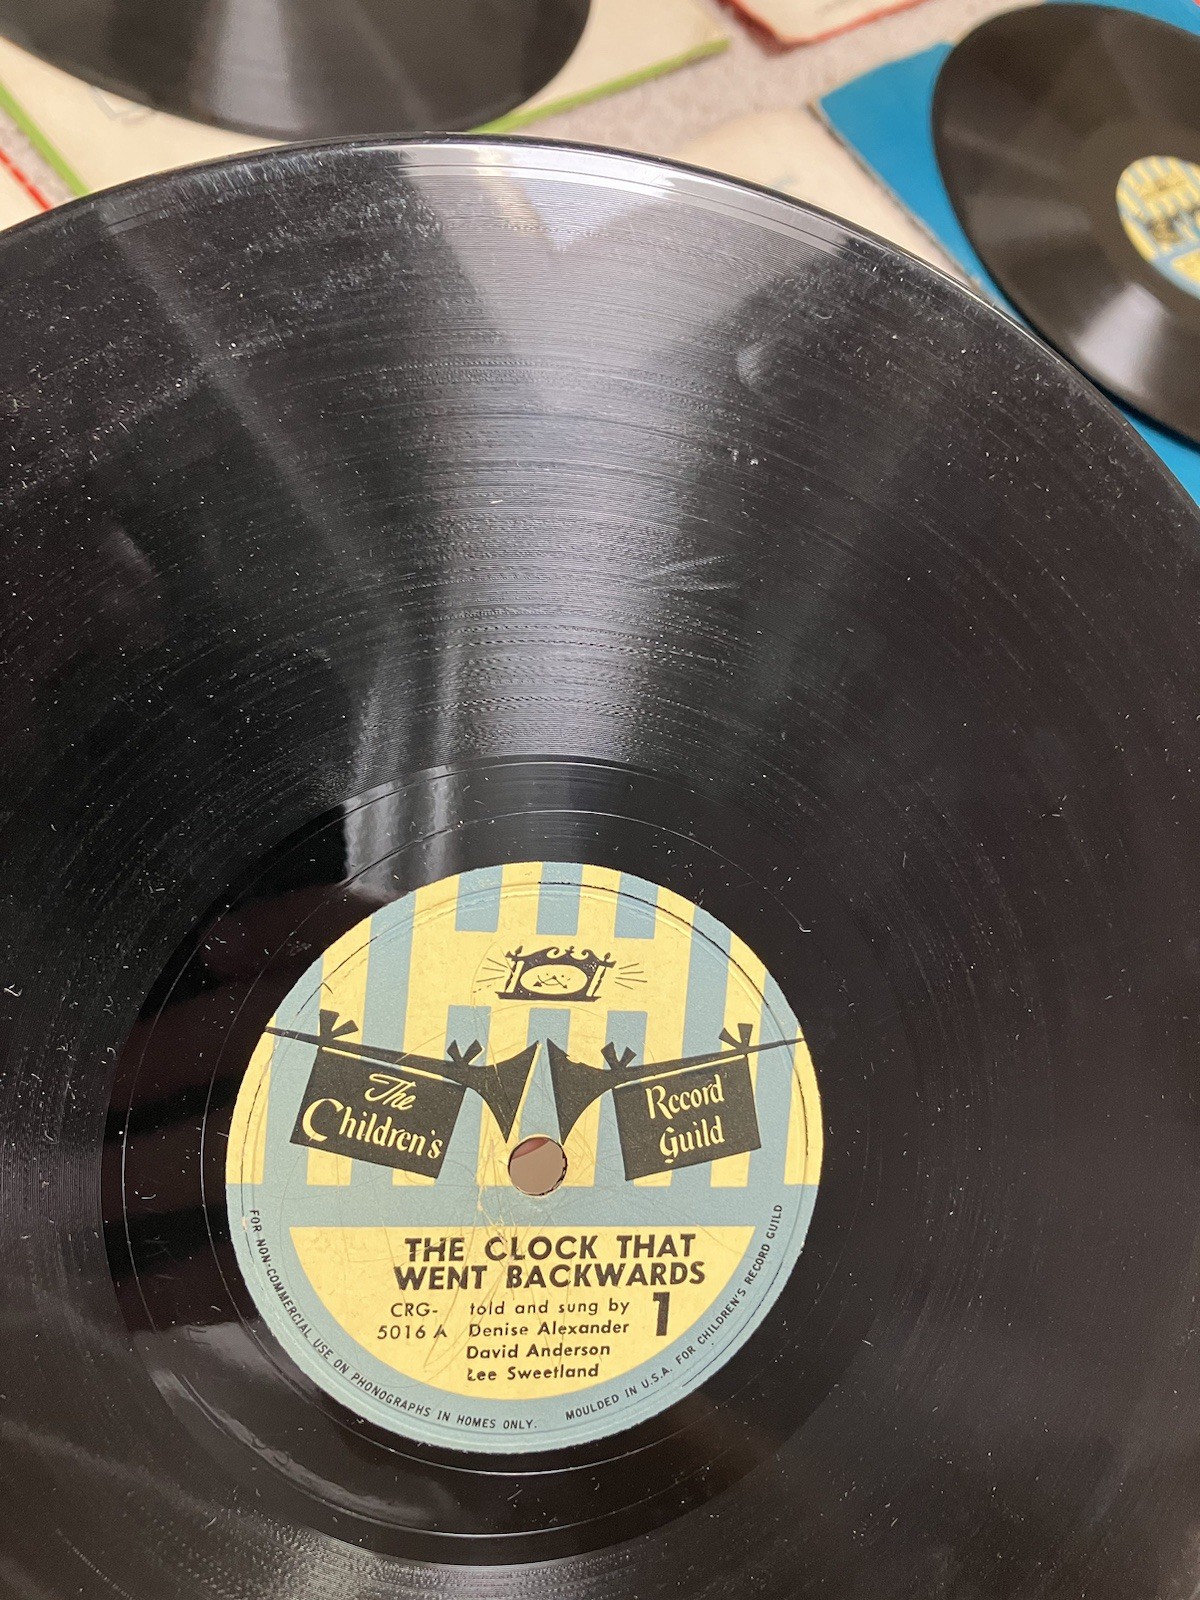 The
Children's
Record
Guild
THE CLOCK THAT
WENT BACKWARDS
CRG-
5016 A
told and sung by
Denise Alexander
David Anderson
Lee Sweetland
1
FOR NON-COMMERCIAL USE ON PHONOGRAPHS IN HOMES ONLY.
MOULDED IN U.S.A. FOR CHILDREN'S RECORD GUILD